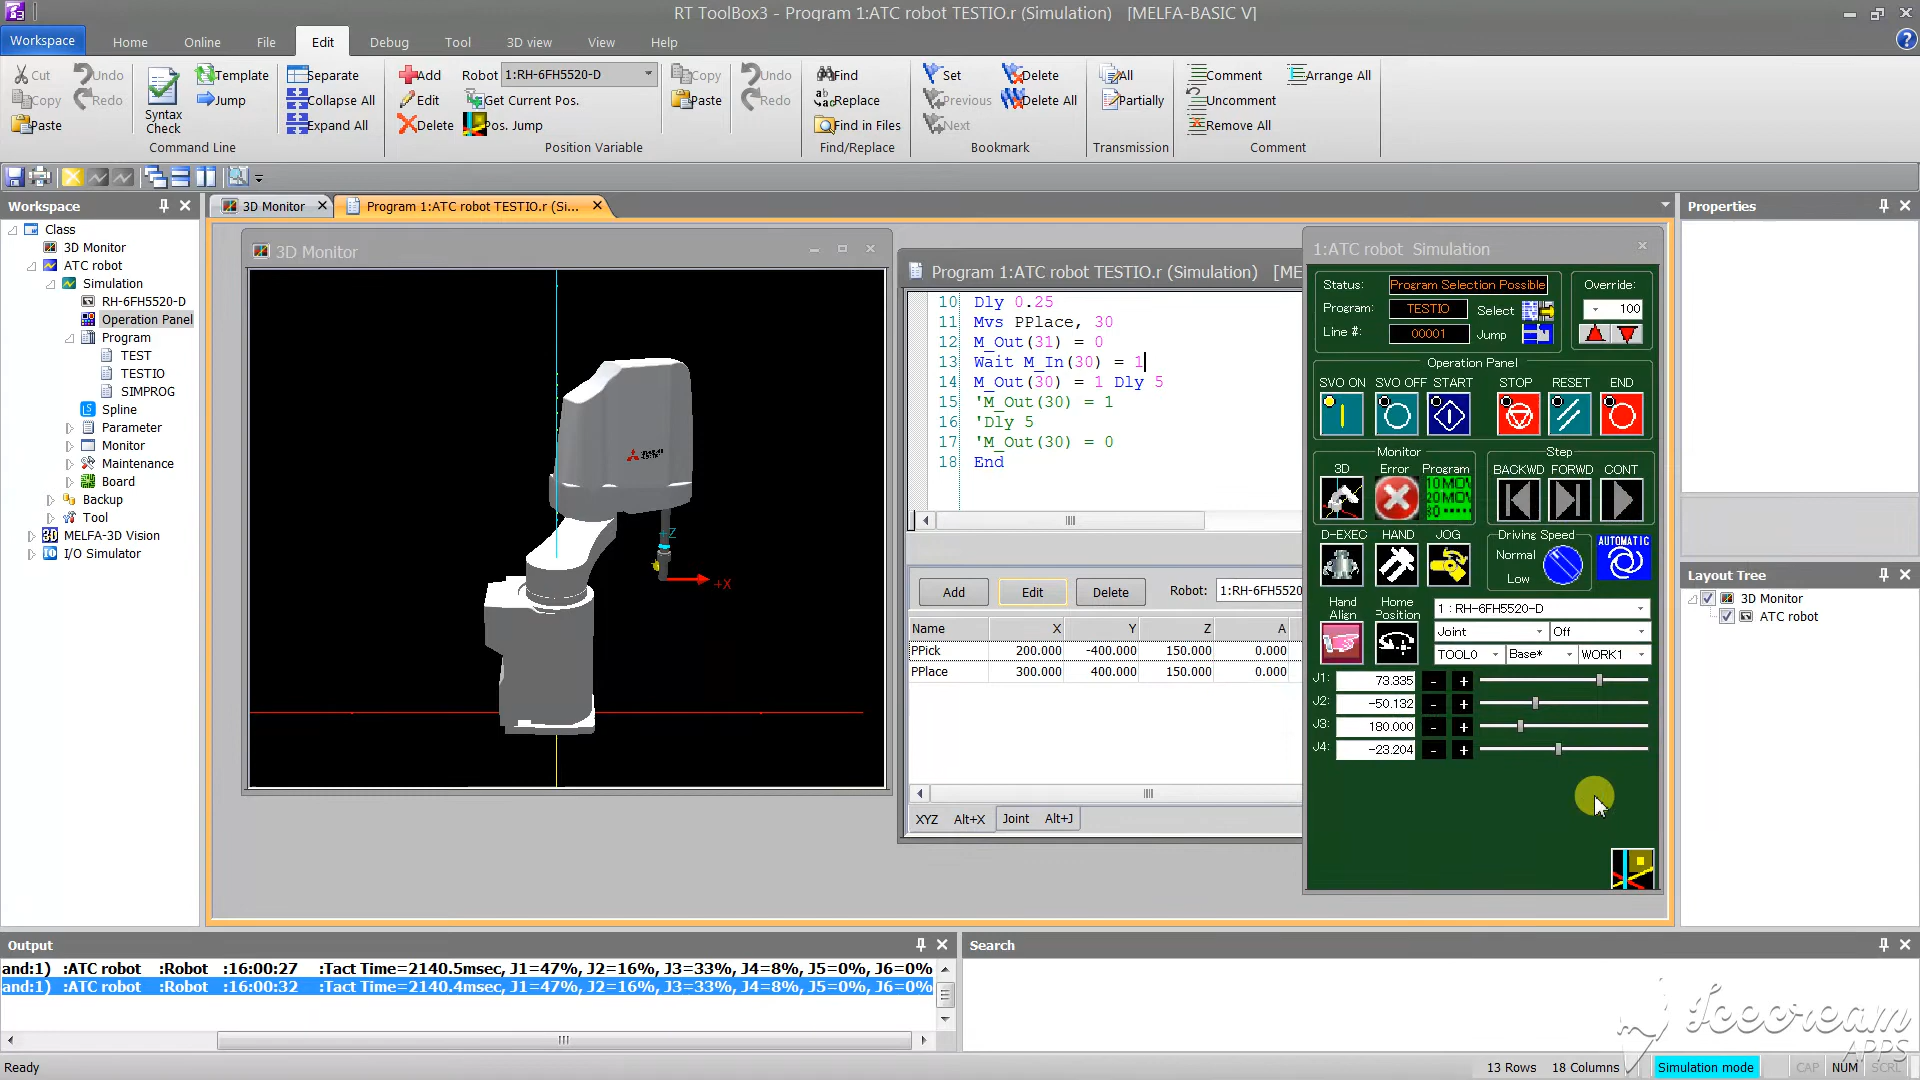 RT ToolBox3 - Program 1:ATC robot TESTIO.r (Simulation) [MELFA-BASIC V]
Workspace Home Online File Edit Debug Tool 3D view View Help
Cut Undo Template Separate Add Robot 1:RH-6FH5520-D Copy Undo Find Set Delete All Comment Arrange All
Copy Redo Jump Collapse All Edit Get Current Pos. Paste Redo Replace Previous Delete All Partially Uncomment
Paste Syntax Check Expand All Delete Pos. Jump Find in Files Next Remove All
Command Line Position Variable Find/Replace Bookmark Transmission Comment
Workspace
Class
3D Monitor
ATC robot
Simulation
RH-6FH5520-D
Operation Panel
Program
TEST
TESTIO
SIMPROG
Spline
Parameter
Monitor
Maintenance
Board
Backup
Tool
MELFA-3D Vision
I/O Simulator
3D Monitor Program 1:ATC robot TESTIO.r (Si...
3D Monitor
+Z
+X
Program 1:ATC robot TESTIO.r (Simulation) [ME
10 Dly 0.25
11 Mvs PPlace, 30
12 M_Out(31) = 0
13 Wait M_In(30) = 1
14 M_Out(30) = 1 Dly 5
15 'M_Out(30) = 1
16 'Dly 5
17 'M_Out(30) = 0
18 End
Add Edit Delete Robot: 1:RH-6FH5520
Name X Y Z A
PPick 200.000 -400.000 150.000 0.000
PPlace 300.000 400.000 150.000 0.000
XYZ Alt+X Joint Alt+J
1:ATC robot Simulation
Status: Program Selection Possible Override:
Program: TESTIO Select 100
Line #: 00001 Jump
Operation Panel
SVO ON SVO OFF START STOP RESET END
Monitor Step
3D Error Program BACKWD FORWD CONT
D-EXEC HAND JOG Driving Speed AUTOMATIC
Normal
Low
Hand Align Home Position 1 : RH-6FH5520-D
Joint Off
TOOL0 Base* WORK1
J1: 73.335 - +
J2: -50.132 - +
J3: 180.000 - +
J4: -23.204 - +
Properties
Layout Tree
3D Monitor
ATC robot
Output
and:1) :ATC robot :Robot :16:00:27 :Tact Time=2140.5msec, J1=47%, J2=16%, J3=33%, J4=8%, J5=0%, J6=0%
and:1) :ATC robot :Robot :16:00:32 :Tact Time=2140.4msec, J1=47%, J2=16%, J3=33%, J4=8%, J5=0%, J6=0%
Search
Icecream
APPS
Ready 13 Rows 18 Columns Simulation mode CAP NUM SCRL